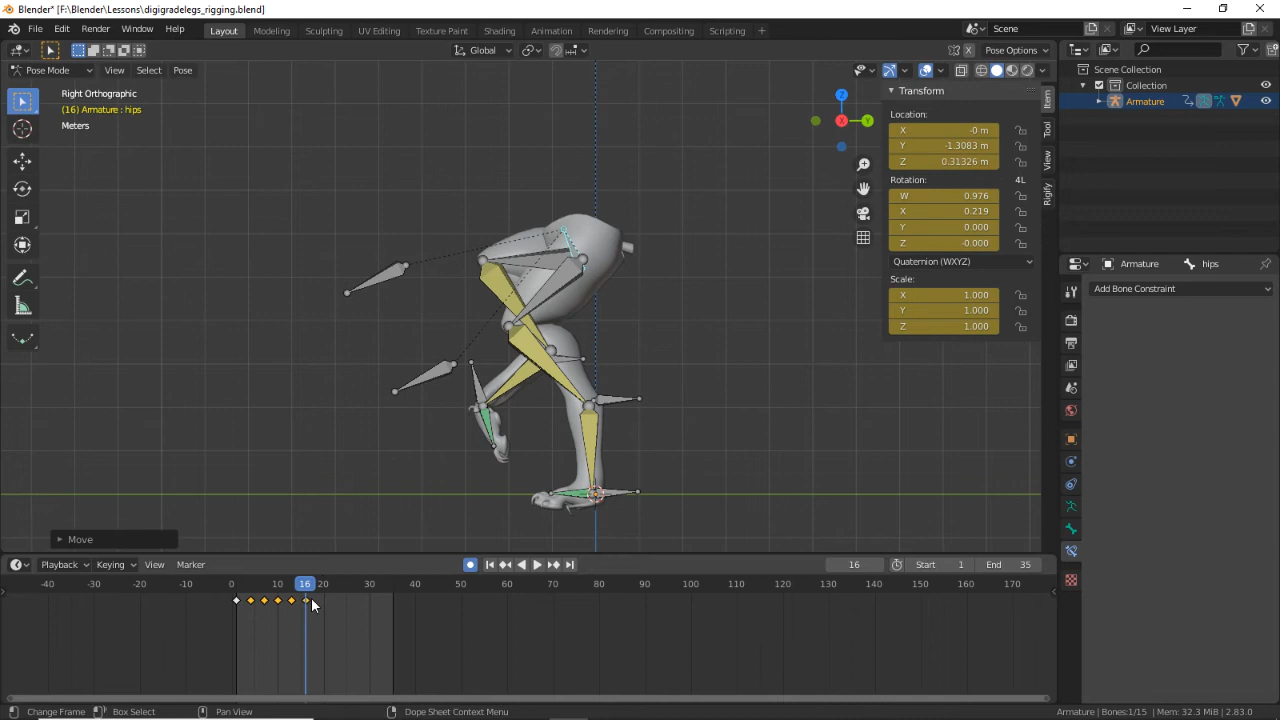 Blender* [F:\Blender\Lessons\digigradelegs_rigging.blend]
File Edit Render Window Help Layout Modeling Sculpting UV Editing Texture Paint Shading Animation Rendering Compositing Scripting + Scene View Layer
Global Pose Options
Pose Mode View Select Pose
Right Orthographic
(16) Armature : hips
Meters
Transform
Location:
X -0 m
Y -1.3083 m
Z 0.31326 m
Rotation: 4L
W 0.976
X 0.219
Y 0.000
Z -0.000
Quaternion (WXYZ)
Scale:
X 1.000
Y 1.000
Z 1.000
Item
Tool
View
Rigify
Z
Y
X
Scene Collection
Collection
Armature
Armature hips
Add Bone Constraint
Move
Playback Keying View Marker 16 Start 1 End 35
-40 -30 -20 -10 0 10 16 20 30 40 50 60 70 80 90 100 110 120 130 140 150 160 170
Change Frame Box Select Pan View Dope Sheet Context Menu Armature | Bones:1/15 | Mem: 32.3 MiB | 2.83.0